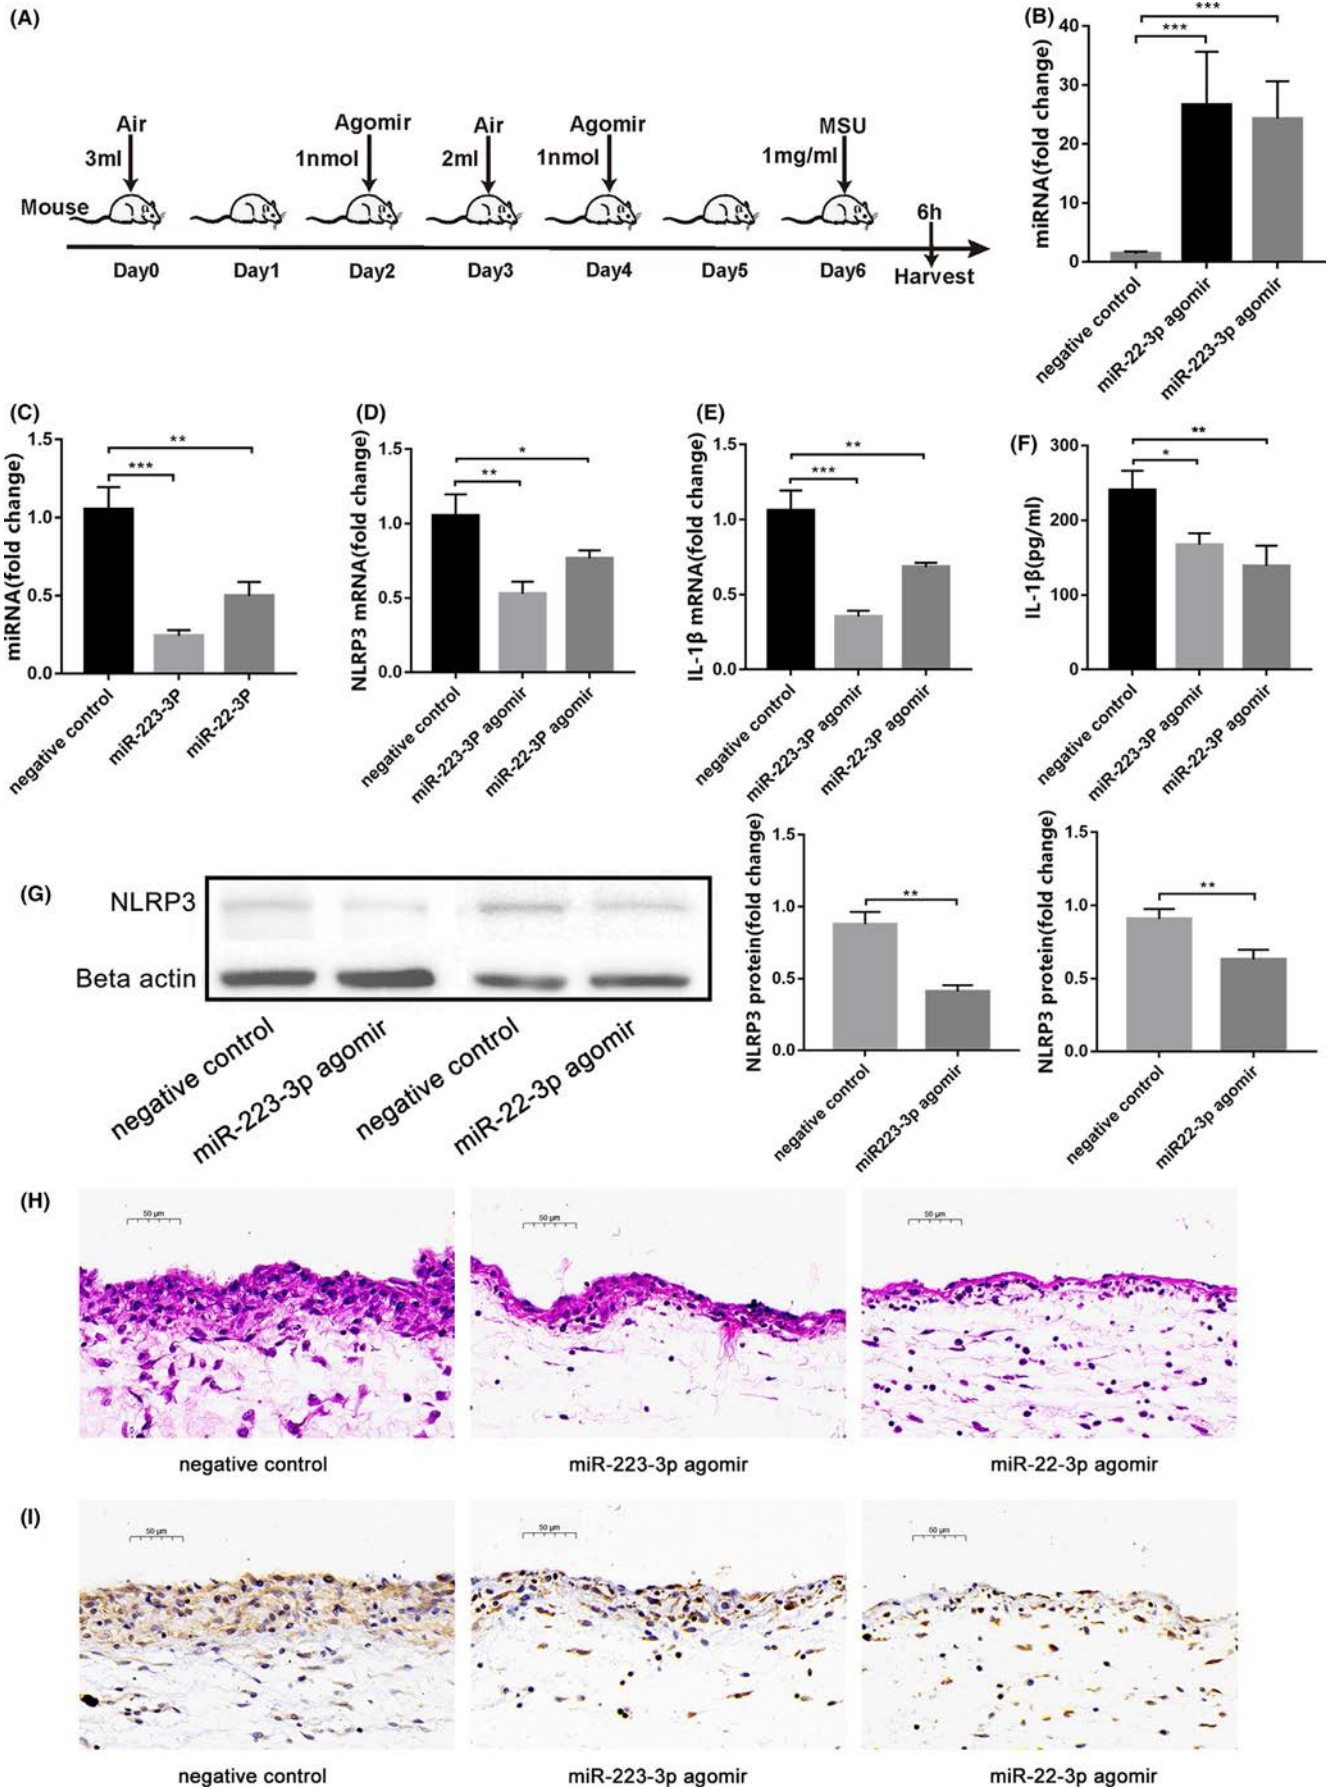 (A)
Air
Agomir
Air
Agomir
MSU
3ml
1nmol
2ml
1nmol
1mg/ml
Mouse
6h
Day0 Day1 Day2 Day3 Day4 Day5 Day6
Harvest
(B)
miRNA(fold change)
40
30
20
10
0
***
***
negative control
miR-22-3p agomir
miR-223-3p agomir
(C)
miRNA(fold change)
1.5
1.0
0.5
0.0
**
***
negative control
miR-223-3P
miR-22-3P
(D)
NLRP3 mRNA(fold change)
1.5
1.0
0.5
0.0
*
**
negative control
miR-223-3P agomir
miR-22-3P agomir
(E)
IL-1β mRNA(fold change)
1.5
1.0
0.5
0.0
**
***
negative control
miR-223-3P agomir
miR-22-3P agomir
(F)
IL-1β(pg/ml)
300
200
100
0
**
*
negative control
miR-223-3P agomir
miR-22-3P agomir
(G)
NLRP3
Beta actin
negative control
miR-223-3p agomir
negative control
miR-22-3p agomir
NLRP3 protein(fold change)
1.5
1.0
0.5
0.0
**
negative control
miR223-3p agomir
NLRP3 protein(fold change)
1.5
1.0
0.5
0.0
**
negative control
miR22-3p agomir
(H)
50 µm
50 µm
50 µm
negative control
miR-223-3p agomir
miR-22-3p agomir
(I)
50 µm
50 µm
50 µm
negative control
miR-223-3p agomir
miR-22-3p agomir